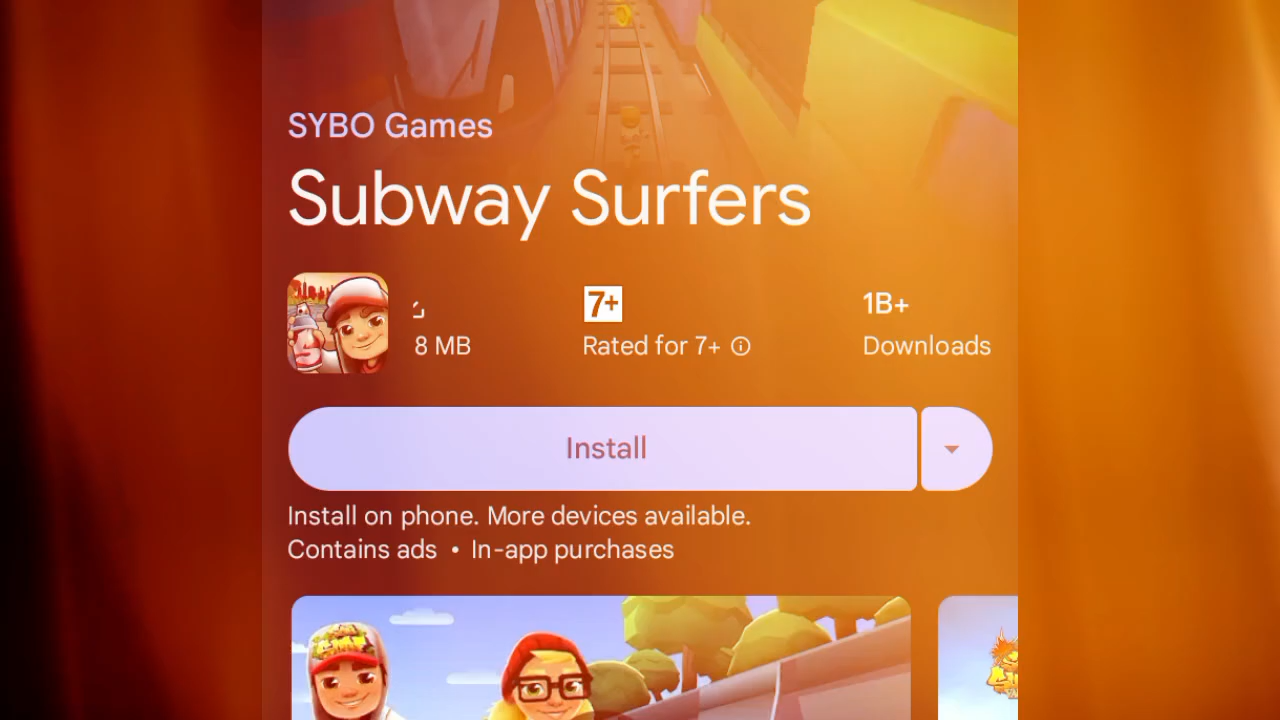 SYBO Games
Subway Surfers
7+
1B+
8 MB
Rated for 7+
Downloads
Install
Install on phone. More devices available.
Contains ads • In-app purchases